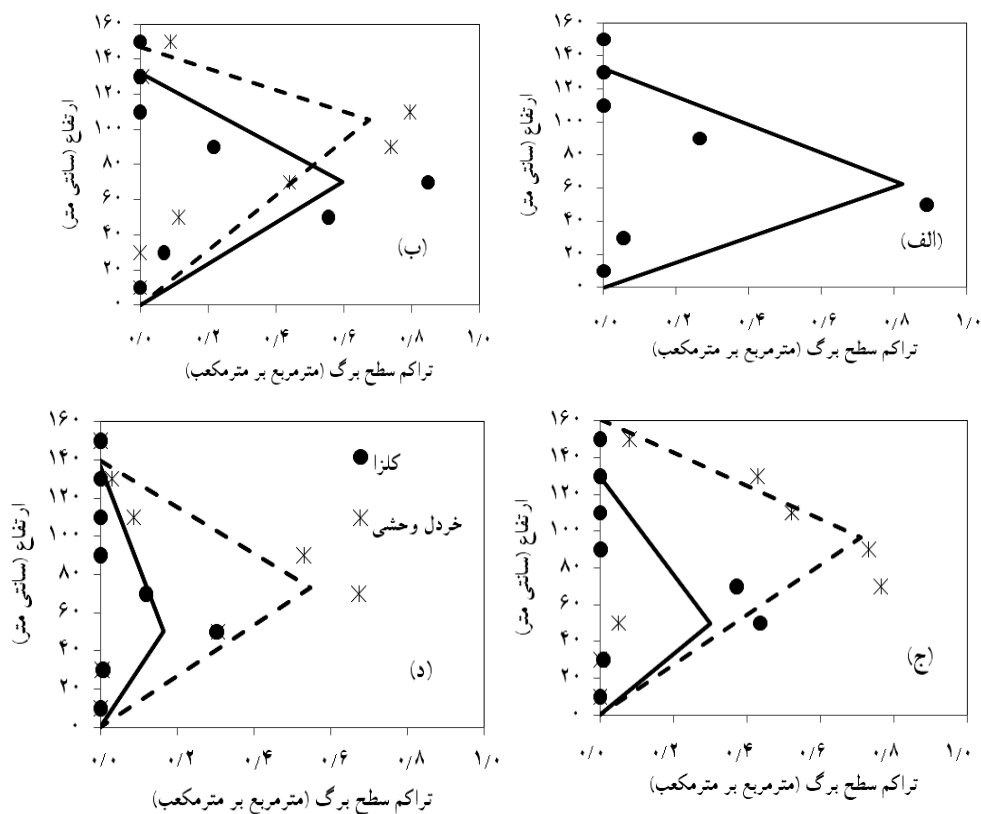 ارتفاع (سانتی متر)
۱۶۰
۱۴۰
۱۲۰
۱۰۰
۸۰
۶۰
۴۰
۲۰
۰
(الف)
۰/۰ ۰/۲ ۰/۴ ۰/۶ ۰/۸ ۱/۰
تراکم سطح برگ (مترمربع بر مترمکعب)
ارتفاع (سانتی متر)
۱۶۰
۱۴۰
۱۲۰
۱۰۰
۸۰
۶۰
۴۰
۲۰
۰
(ب)
۰/۰ ۰/۲ ۰/۴ ۰/۶ ۰/۸ ۱/۰
تراکم سطح برگ (مترمربع بر مترمکعب)
ارتفاع (سانتی متر)
۱۶۰
۱۴۰
۱۲۰
۱۰۰
۸۰
۶۰
۴۰
۲۰
۰
(ج)
۰/۰ ۰/۲ ۰/۴ ۰/۶ ۰/۸ ۱/۰
تراکم سطح برگ (مترمربع بر مترمکعب)
ارتفاع (سانتی متر)
۱۶۰
۱۴۰
۱۲۰
۱۰۰
۸۰
۶۰
۴۰
۲۰
۰
کلزا
خردل وحشی
(د)
۰/۰ ۰/۲ ۰/۴ ۰/۶ ۰/۸ ۱/۰
تراکم سطح برگ (مترمربع بر مترمکعب)